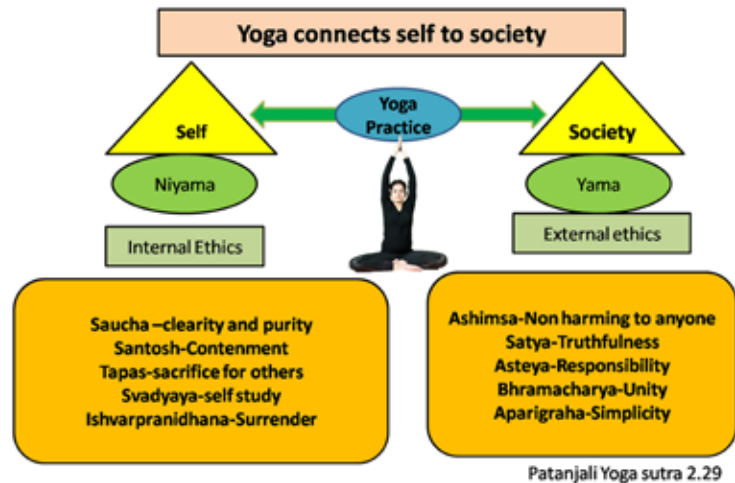 Yoga connects self to society
Self
Yoga
Practice
Society
Niyama
Yama
Internal Ethics
External ethics
Saucha –clearity and purity
Santosh-Contenment
Tapas-sacrifice for others
Svadyaya-self study
Ishvarpranidhana-Surrender
Ashimsa-Non harming to anyone
Satya-Truthfulness
Asteya-Responsibility
Bhramacharya-Unity
Aparigraha-Simplicity
Patanjali Yoga sutra 2.29